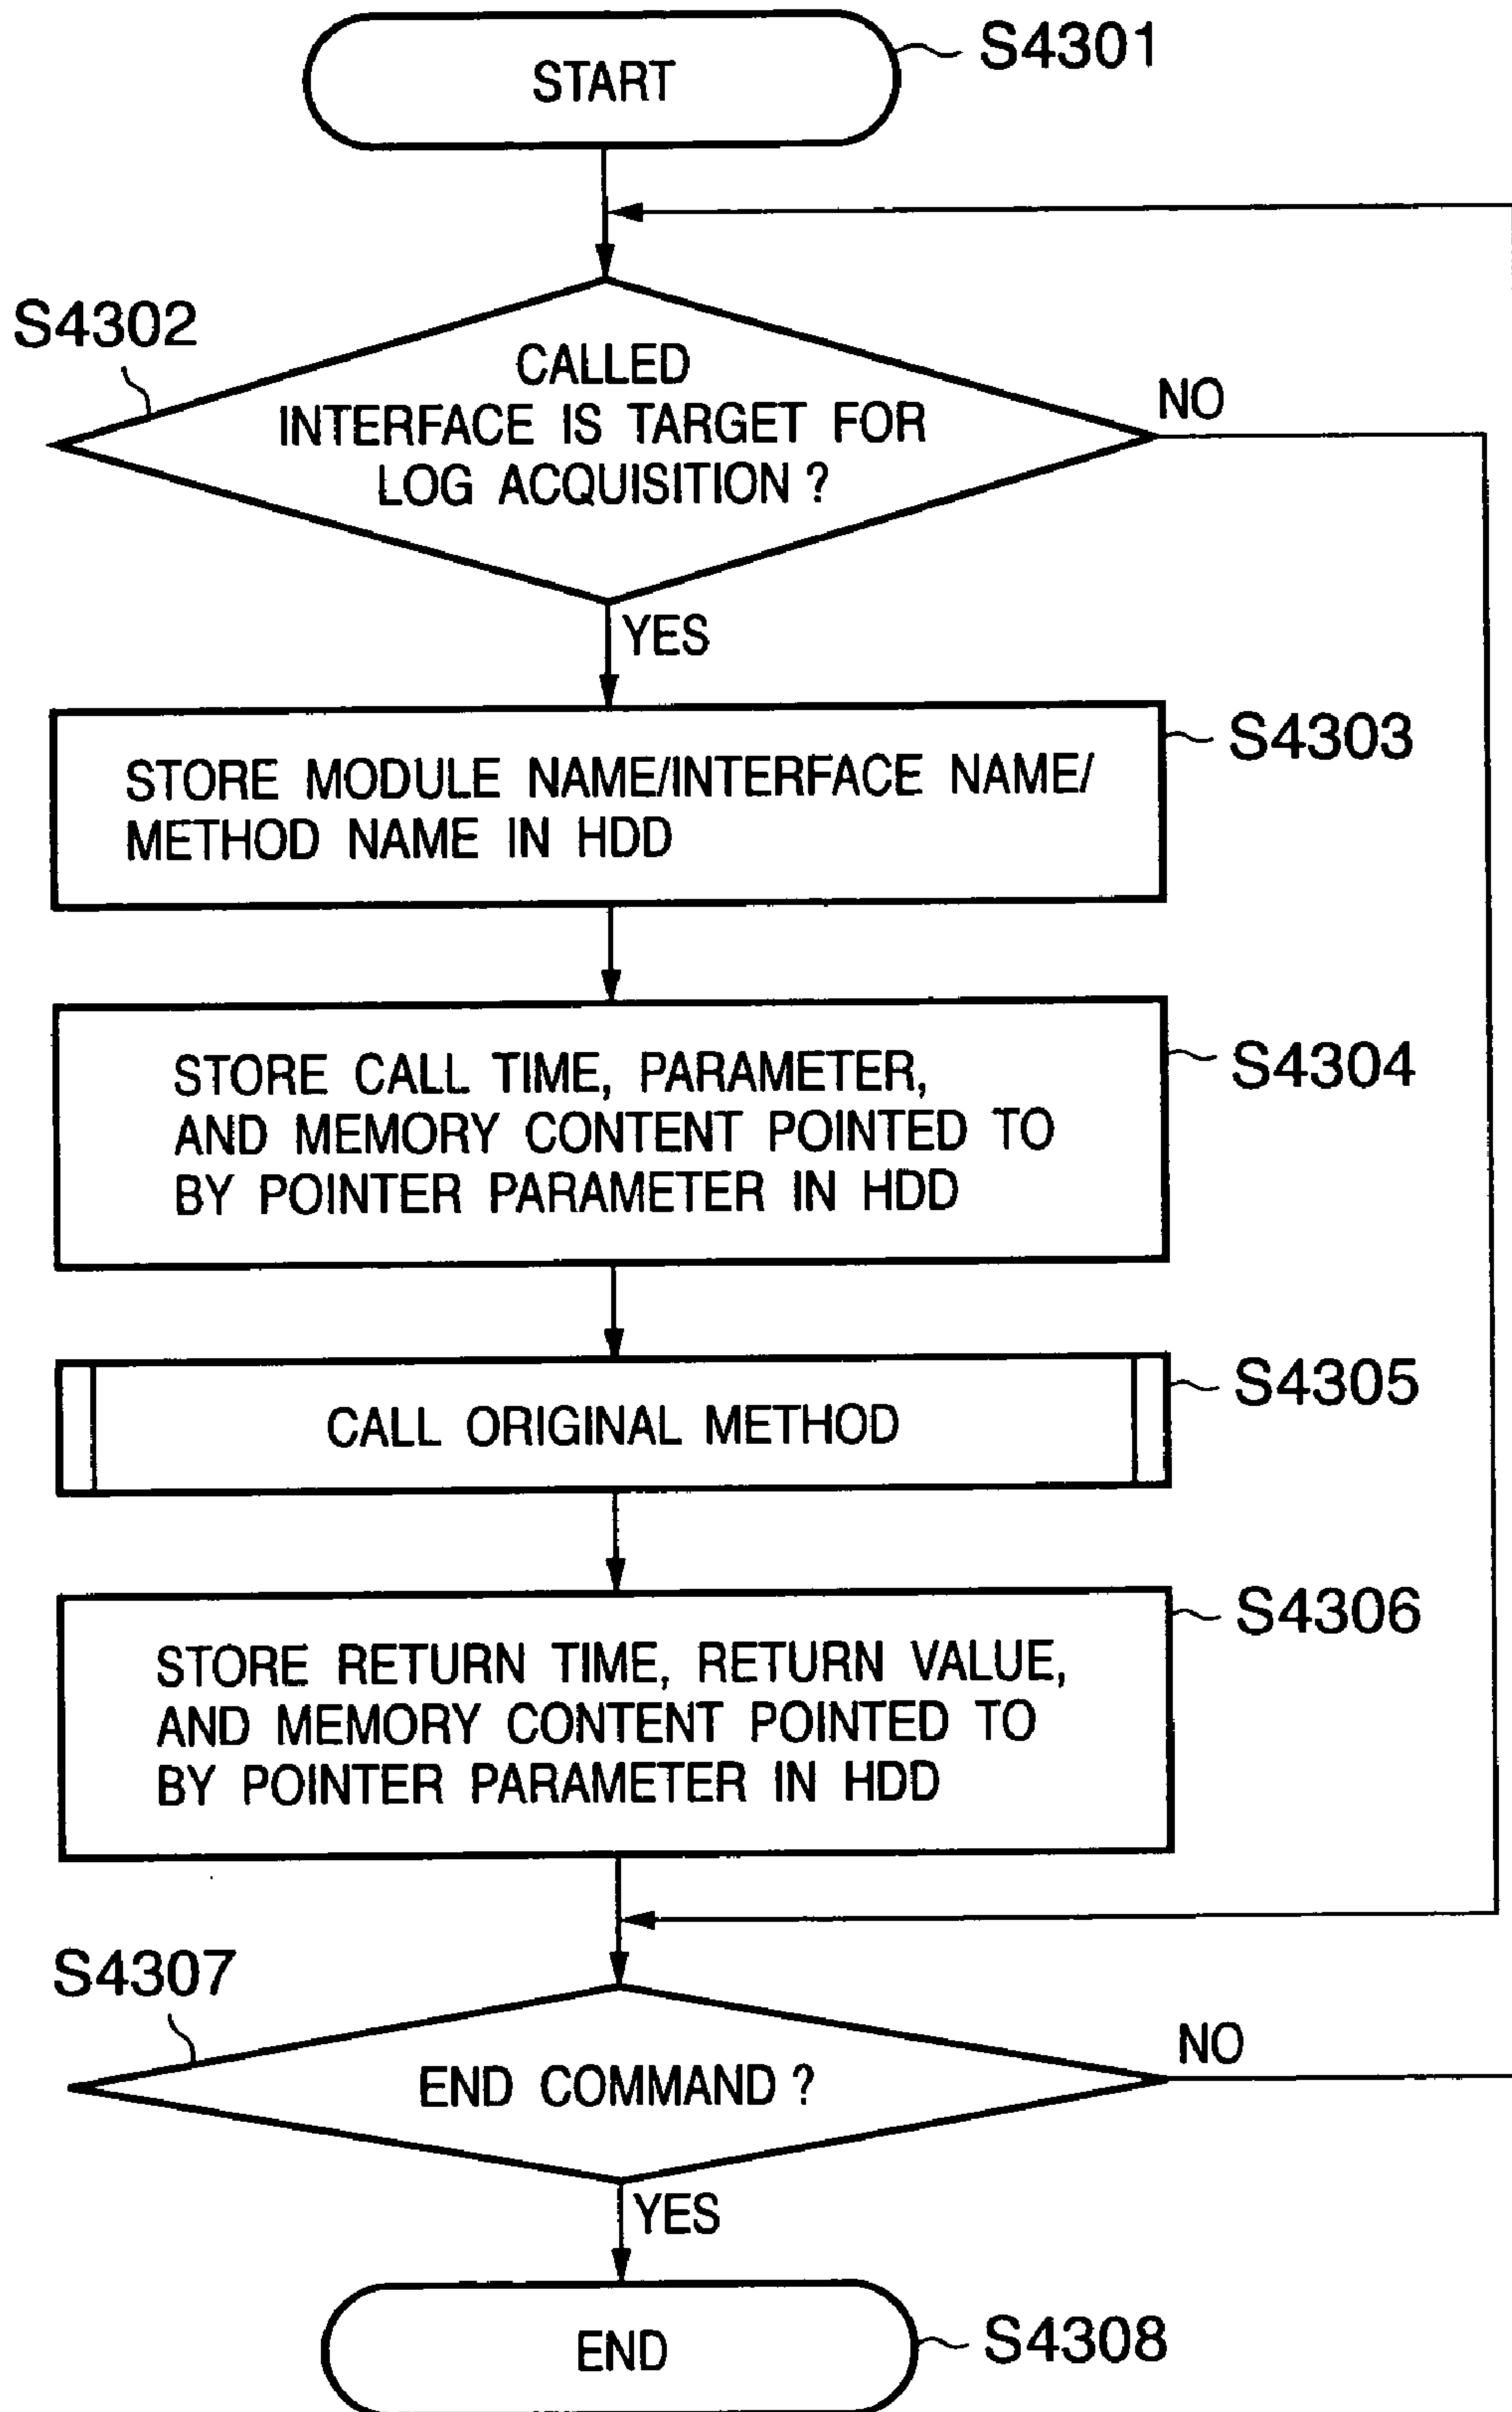 START
S4301
S4302
CALLED
INTERFACE IS TARGET FOR
LOG ACQUISITION ?
NO
YES
STORE MODULE NAME/INTERFACE NAME/
METHOD NAME IN HDD
S4303
STORE CALL TIME, PARAMETER,
AND MEMORY CONTENT POINTED TO
BY POINTER PARAMETER IN HDD
S4304
CALL ORIGINAL METHOD
S4305
STORE RETURN TIME, RETURN VALUE,
AND MEMORY CONTENT POINTED TO
BY POINTER PARAMETER IN HDD
S4306
S4307
END COMMAND ?
NO
YES
END
S4308